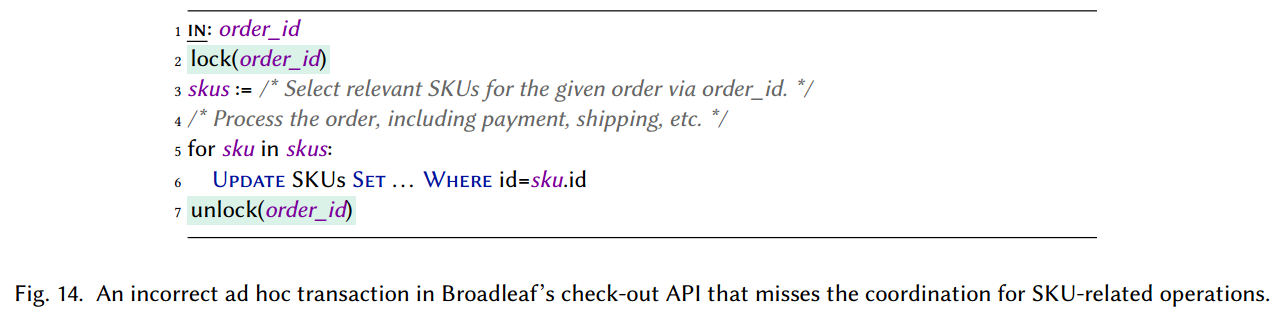 1 IN: order_id
2 lock(order_id)
3 skus := /* Select relevant SKUs for the given order via order_id. */
4 /* Process the order, including payment, shipping, etc. */
5 for sku in skus:
6 UPDATE SKUs SET ... WHERE id=sku.id
7 unlock(order_id)
Fig. 14. An incorrect ad hoc transaction in Broadleaf's check-out API that misses the coordination for SKU-related operations.